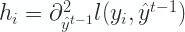 $h_i = \partial^2_{\hat{y}^{t-1}} l(y_i, \hat{y}^{t-1})$